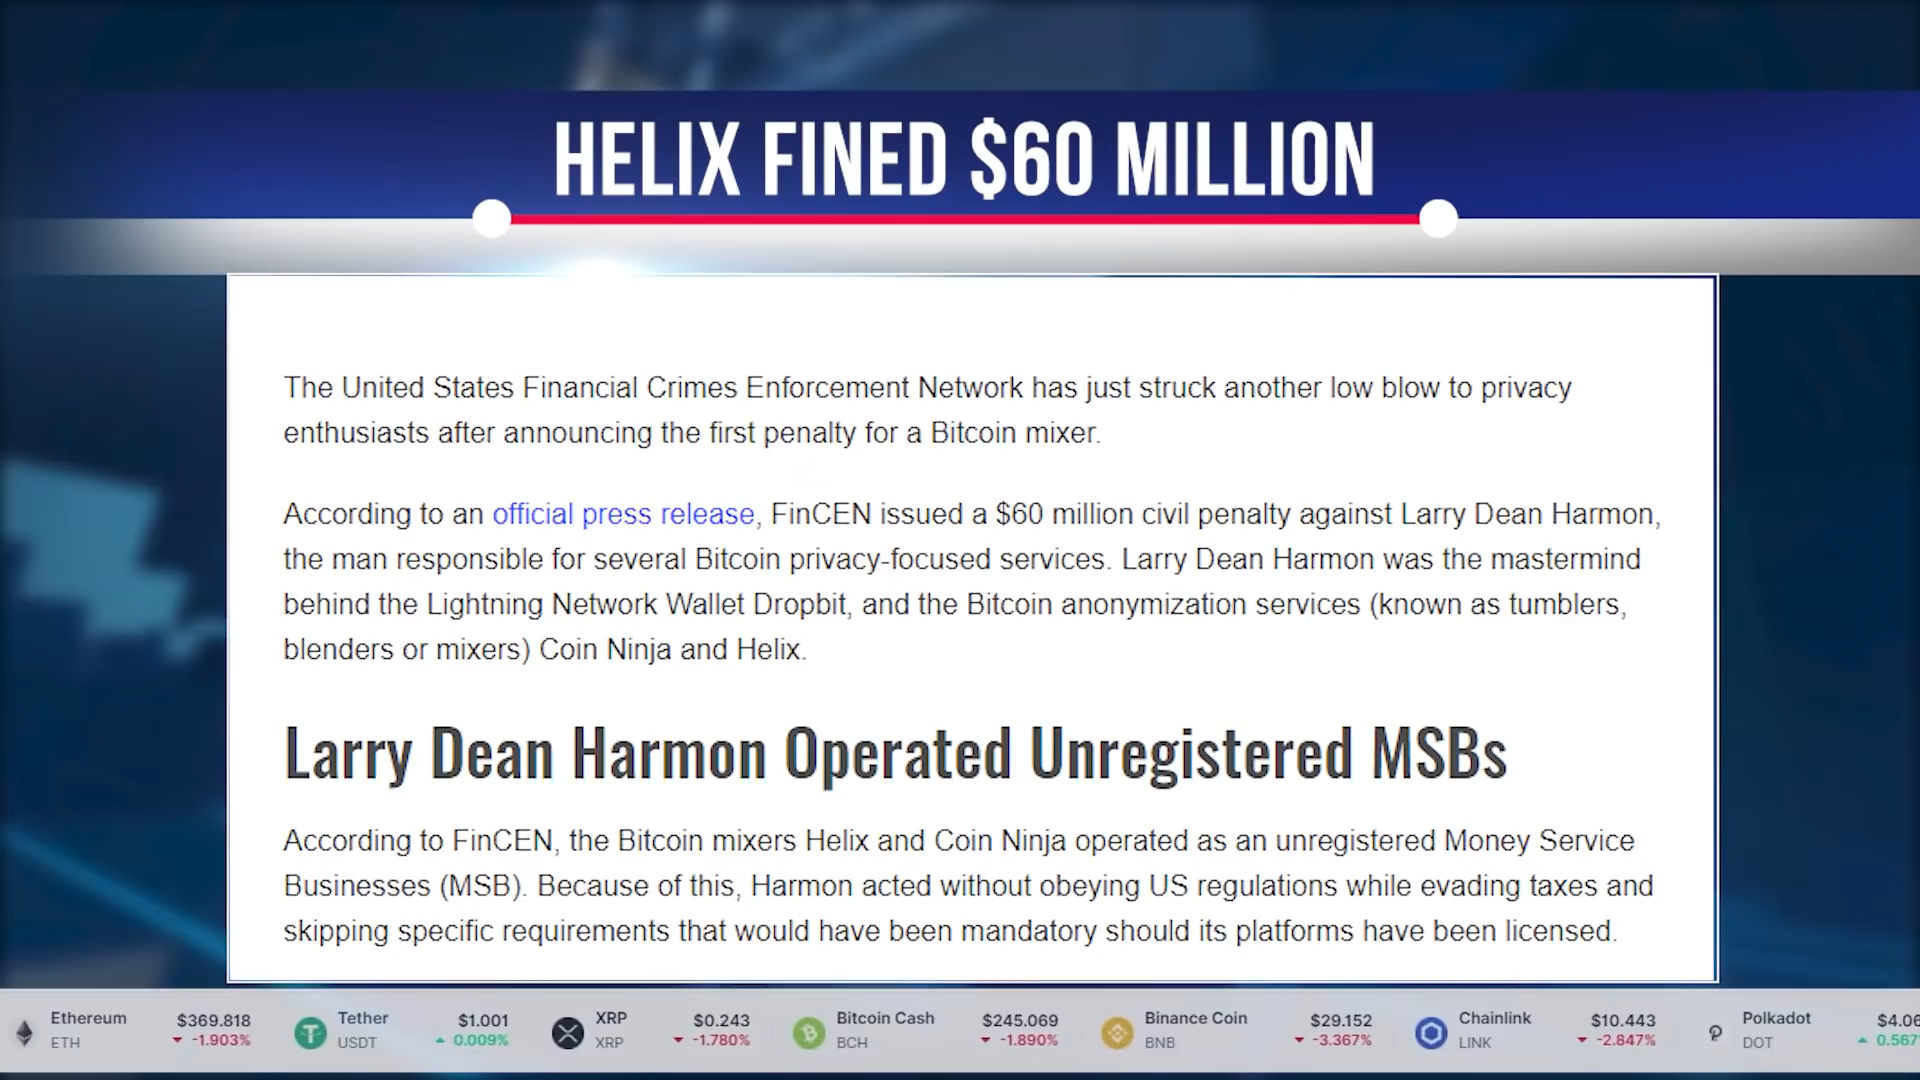 HELIX FINED $60 MILLION
The United States Financial Crimes Enforcement Network has just struck another low blow to privacy
enthusiasts after announcing the first penalty for a Bitcoin mixer.
According to an official press release, FinCEN issued a $60 million civil penalty against Larry Dean Harmon,
the man responsible for several Bitcoin privacy-focused services. Larry Dean Harmon was the mastermind
behind the Lightning Network Wallet Dropbit, and the Bitcoin anonymization services (known as tumblers,
blenders or mixers) Coin Ninja and Helix.
Larry Dean Harmon Operated Unregistered MSBs
According to FinCEN, the Bitcoin mixers Helix and Coin Ninja operated as an unregistered Money Service
Businesses (MSB). Because of this, Harmon acted without obeying US regulations while evading taxes and
skipping specific requirements that would have been mandatory should its platforms have been licensed.
Ethereum $369.818 Tether $1.001 XRP $0.243 Bitcoin Cash $245.069 Binance Coin $29.152 Chainlink $10.443 Polkadot $4.06
ETH -1.903% USDT 0.009% XRP -1.780% BCH -1.890% BNB -3.367% LINK -2.847% DOT 0.567%